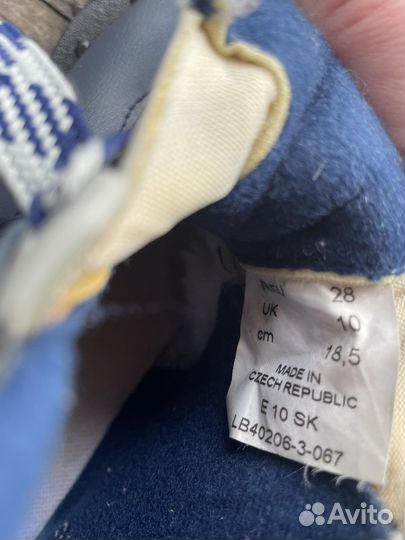 28
UK 10
cm 18,5
MADE IN
CZECH REPUBLIC
E 10 SK
LB40206-3-067
Avito